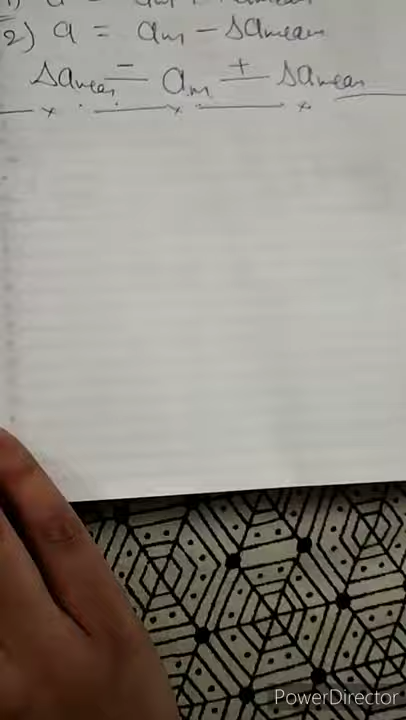 2) a = am - Δamean
Δamean = am ± Δamean
PowerDirector